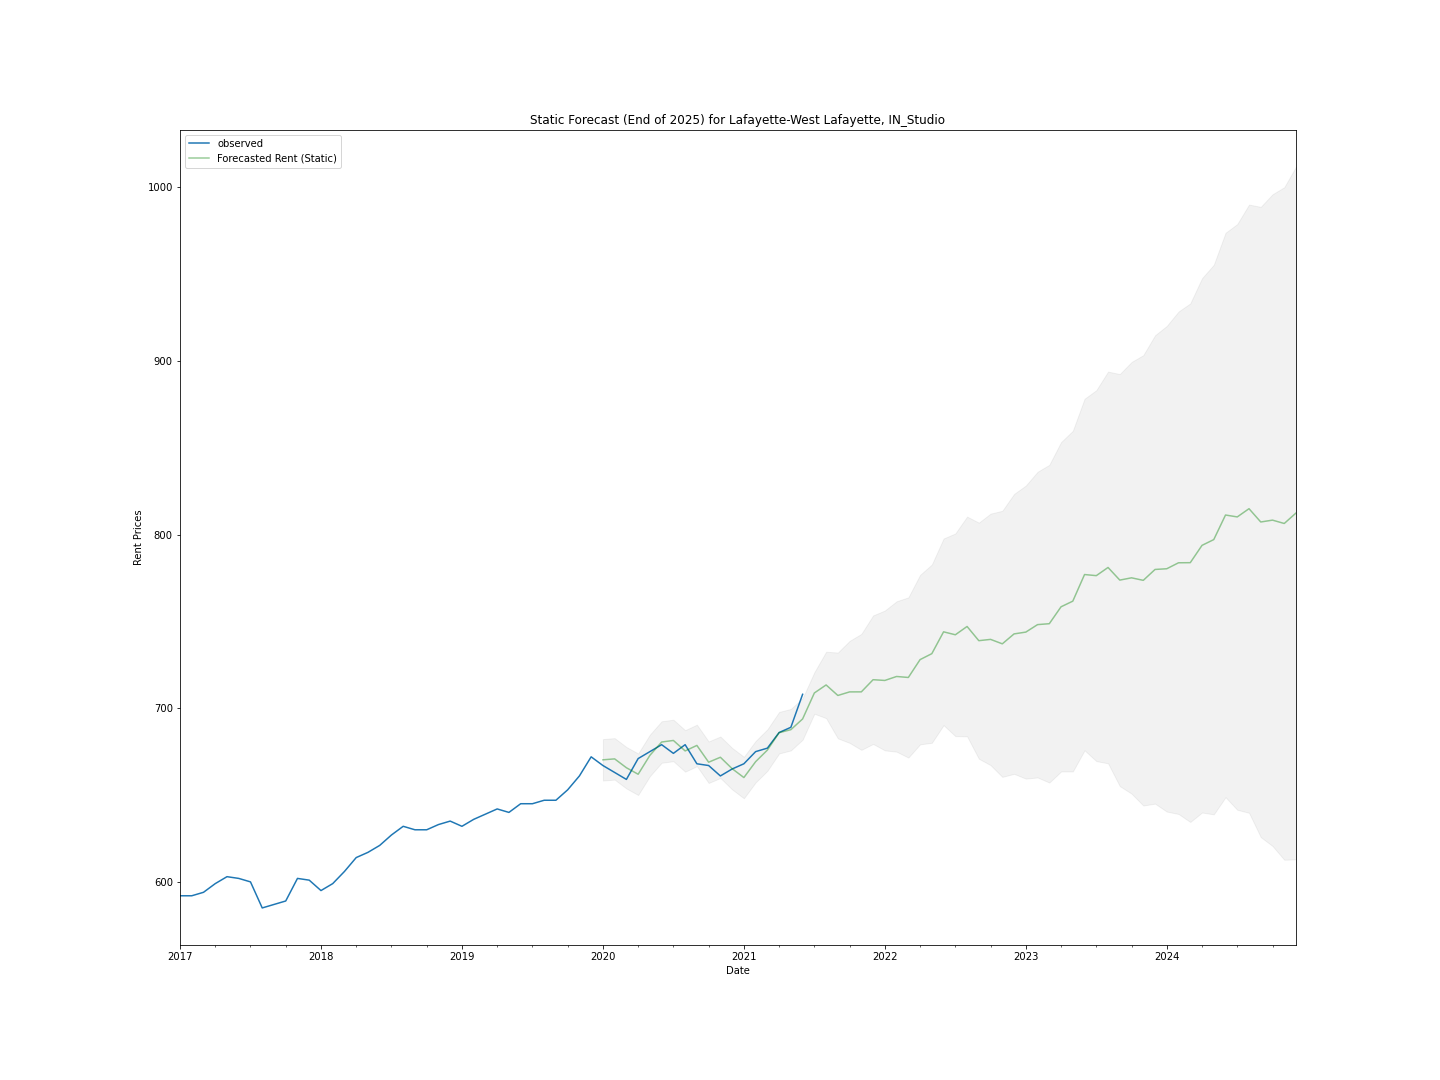 Static Forecast (End of 2025) for Lafayette-West Lafayette, IN_Studio
observed
Forecasted Rent (Static)
1000
900
800
700
600
Rent Prices
2017 2018 2019 2020 2021 2022 2023 2024
Date